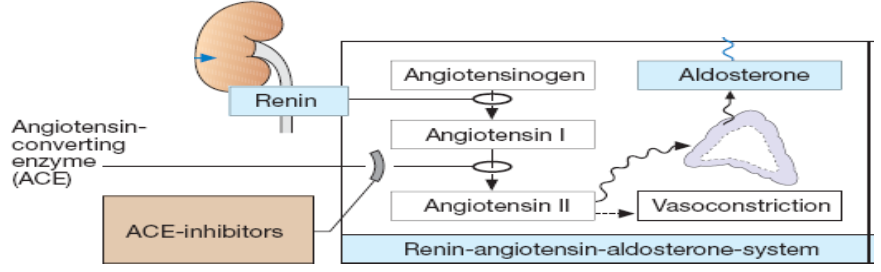 Angiotensinogen
Aldosterone
Renin
Angiotensin-
converting
enzyme
(ACE)
Angiotensin I
Angiotensin II
Vasoconstriction
ACE-inhibitors
Renin-angiotensin-aldosterone-system